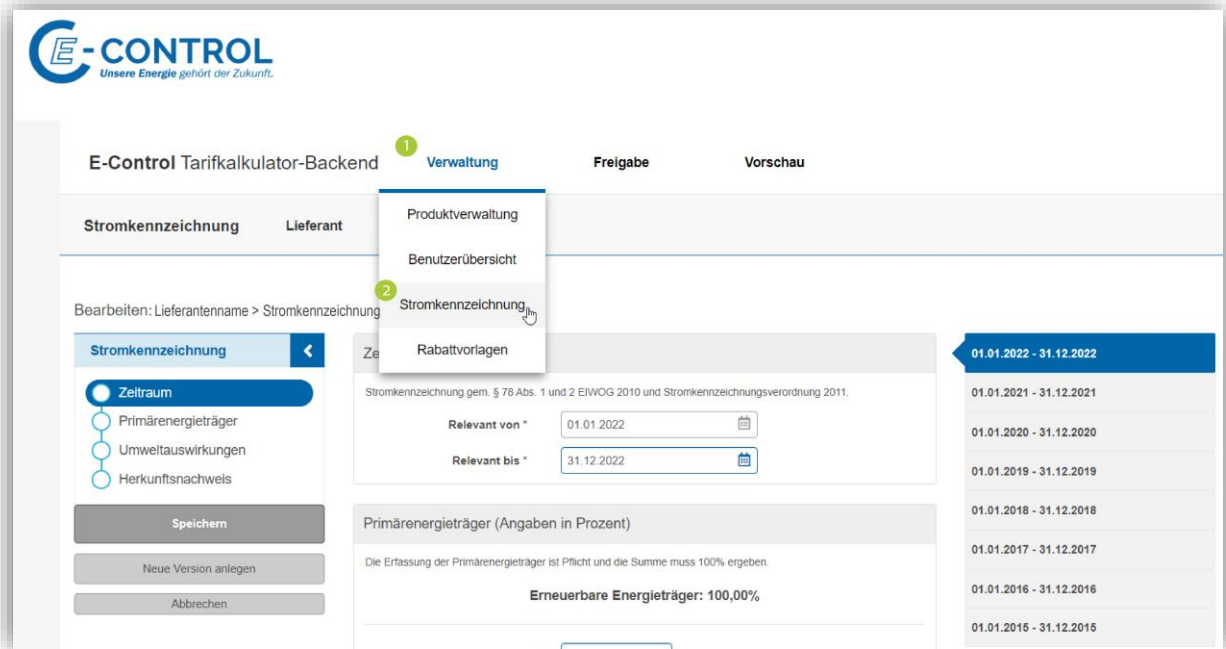 E-CONTROL
Unsere Energie gehört der Zukunft.
E-Control Tarifkalkulator-Backend
1
Verwaltung
Freigabe
Vorschau
Stromkennzeichnung
Lieferant
Produktverwaltung
Benutzerübersicht
2
Stromkennzeichnung
Rabattvorlagen
Bearbeiten: Lieferantenname > Stromkennzeichnung
Stromkennzeichnung
Zeitraum
Primärenergieträger
Umweltauswirkungen
Herkunftsnachweis
Speichern
Neue Version anlegen
Abbrechen
Ze
Stromkennzeichnung gem. § 78 Abs. 1 und 2 ElWOG 2010 und Stromkennzeichnungsverordnung 2011.
Relevant von * 01.01.2022
Relevant bis * 31.12.2022
Primärenergieträger (Angaben in Prozent)
Die Erfassung der Primärenergieträger ist Pflicht und die Summe muss 100% ergeben.
Erneuerbare Energieträger: 100,00%
01.01.2022 - 31.12.2022
01.01.2021 - 31.12.2021
01.01.2020 - 31.12.2020
01.01.2019 - 31.12.2019
01.01.2018 - 31.12.2018
01.01.2017 - 31.12.2017
01.01.2016 - 31.12.2016
01.01.2015 - 31.12.2015